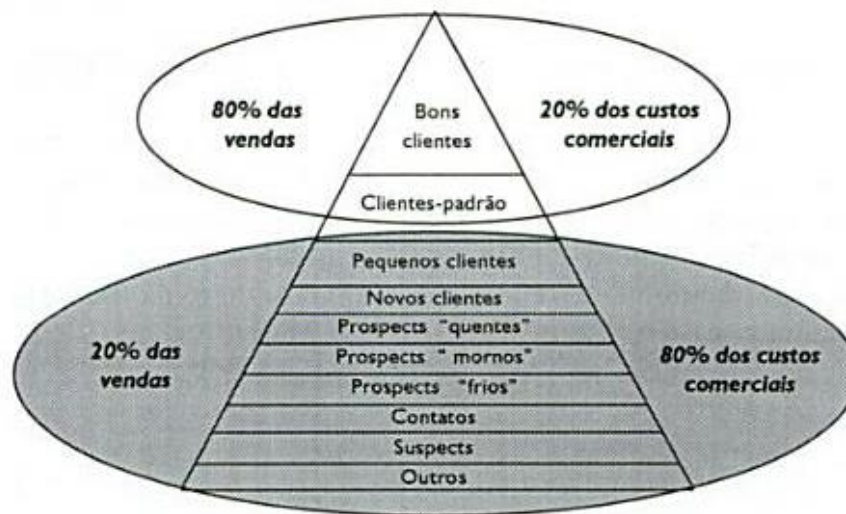 80% das
vendas
Bons
clientes
20% dos custos
comerciais
Clientes-padrão
Pequenos clientes
Novos clientes
Prospects "quentes"
Prospects " mornos"
Prospects "frios"
20% das
vendas
80% dos custos
comerciais
Contatos
Suspects
Outros